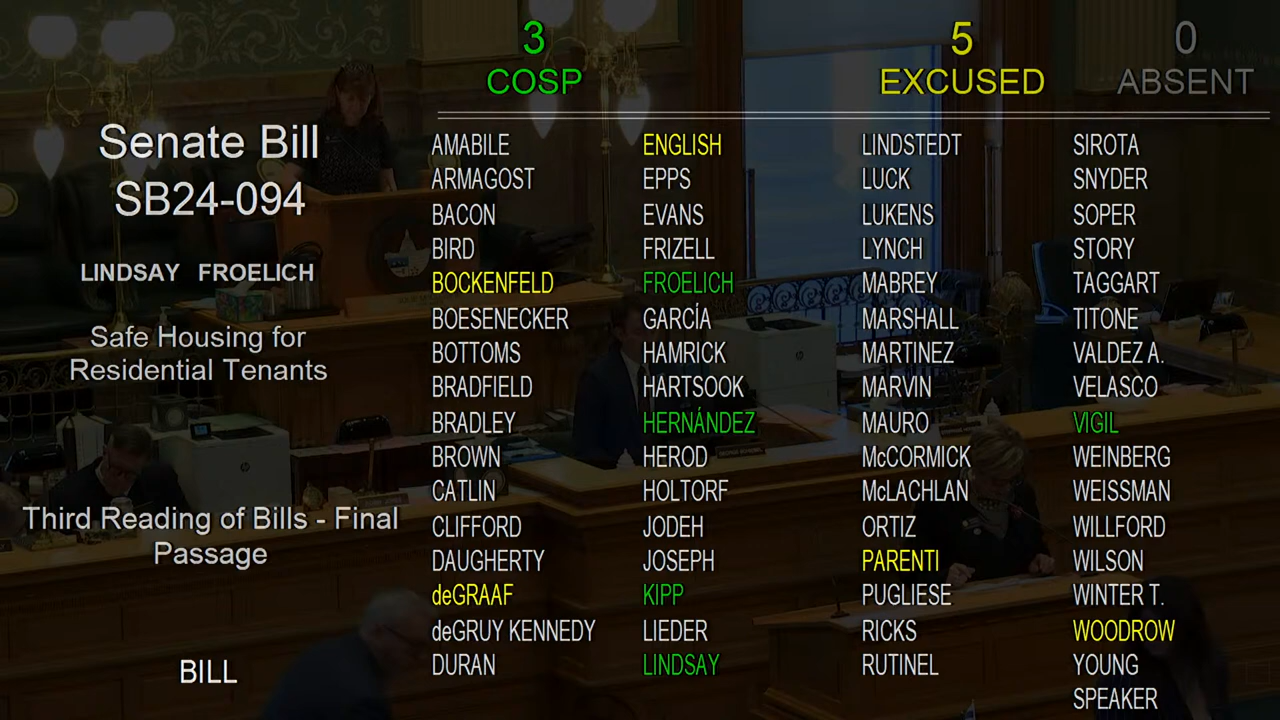 3
COSP
5
EXCUSED
0
ABSENT
Senate Bill
SB24-094
LINDSAY FROELICH
Safe Housing for
Residential Tenants
Third Reading of Bills - Final
Passage
BILL
AMABILE
ARMAGOST
BACON
BIRD
BOCKENFELD
BOESENECKER
BOTTOMS
BRADFIELD
BRADLEY
BROWN
CATLIN
CLIFFORD
DAUGHERTY
deGRAAF
deGRUY KENNEDY
DURAN
ENGLISH
EPPS
EVANS
FRIZELL
FROELICH
GARCÍA
HAMRICK
HARTSOOK
HERNÁNDEZ
HEROD
HOLTORF
JODEH
JOSEPH
KIPP
LIEDER
LINDSAY
LINDSTEDT
LUCK
LUKENS
LYNCH
MABREY
MARSHALL
MARTINEZ
MARVIN
MAURO
McCORMICK
McLACHLAN
ORTIZ
PARENTI
PUGLIESE
RICKS
RUTINEL
SIROTA
SNYDER
SOPER
STORY
TAGGART
TITONE
VALDEZ A.
VELASCO
VIGIL
WEINBERG
WEISSMAN
WILLFORD
WILSON
WINTER T.
WOODROW
YOUNG
SPEAKER